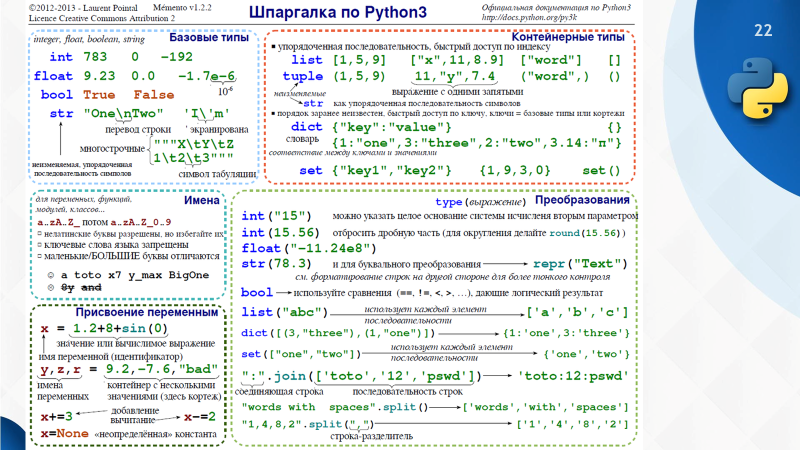 ©2012-2013 - Laurent Pointal Mémento v1.2.2
Licence Creative Commons Attribution 2
Шпаргалка по Python3
Официальная документация по Python3
http://docs.python.org/py3k
22
integer, float, boolean, string Базовые типы
int 783 0 -192
float 9.23 0.0 -1.7e-6
10⁻⁶
bool True False
str "One\nTwo" 'I\'m'
перевод строки ' экранирована
многострочные
"""X\tY\tZ
1\t2\t3"""
неизменяемая, упорядоченная
последовательность символов
символ табуляции
Контейнерные типы
▪ упорядоченная последовательность, быстрый доступ по индексу
list [1,5,9] ["x",11,8.9] ["word"] []
tuple (1,5,9) 11,"y",7.4 ("word",) ()
неизменяемые выражение с одними запятыми
str как упорядоченная последовательность символов
▪ порядок заранее неизвестен, быстрый доступ по ключу, ключи = базовые типы или кортежи
dict {"key":"value"} {}
словарь {1:"one",3:"three",2:"two",3.14:"π"}
соответствие между ключами и значениями
set {"key1","key2"} {1,9,3,0} set()
для переменных, функций,
модулей, классов... Имена
a…zA…Z_ потом a…zA…Z_0…9
□ нелатинские буквы разрешены, но избегайте их
□ ключевые слова языка запрещены
□ маленькие/БОЛЬШИЕ буквы отличаются
☺ a toto x7 y_max BigOne
☹ 8y and
Присвоение переменным
x = 1.2+8+sin(0)
значение или вычислимое выражение
имя переменной (идентификатор)
y,z,r = 9.2,-7.6,"bad"
имена
переменных
контейнер с несколькими
значениями (здесь кортеж)
x+=3 добавление
вычитание x-=2
x=None «неопределённая» константа
type(выражение) Преобразования
int("15") можно указать целое основание системы исчисления вторым параметром
int(15.56) отбросить дробную часть (для округления делайте round(15.56))
float("-11.24e8")
str(78.3) и для буквального преобразования repr("Text")
см. форматирование строк на другой стороне для более тонкого контроля
bool используйте сравнения (==, !=, <, >, …), дающие логический результат
list("abc") использует каждый элемент
последовательности ['a','b','c']
dict([(3,"three"),(1,"one")]) {1:'one',3:'three'}
set(["one","two"]) использует каждый элемент
последовательности {'one','two'}
":".join(['toto','12','pswd']) 'toto:12:pswd'
соединяющая строка последовательность строк
"words with  spaces".split() ['words','with','spaces']
"1,4,8,2".split(",") ['1','4','8','2']
строка-разделитель